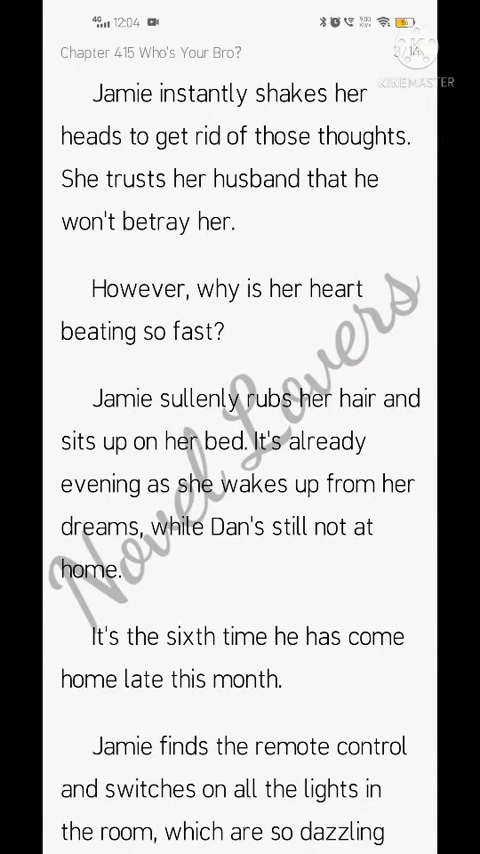 4G 12:04
9.00
Chapter 415 Who's Your Bro?
KINEMASTER
Jamie instantly shakes her
heads to get rid of those thoughts.
She trusts her husband that he
won't betray her.
However, why is her heart
beating so fast?
Jamie sullenly rubs her hair and
sits up on her bed. It's already
evening as she wakes up from her
dreams, while Dan's still not at
home.
It's the sixth time he has come
home late this month.
Jamie finds the remote control
and switches on all the lights in
the room, which are so dazzling
Novel Lovers